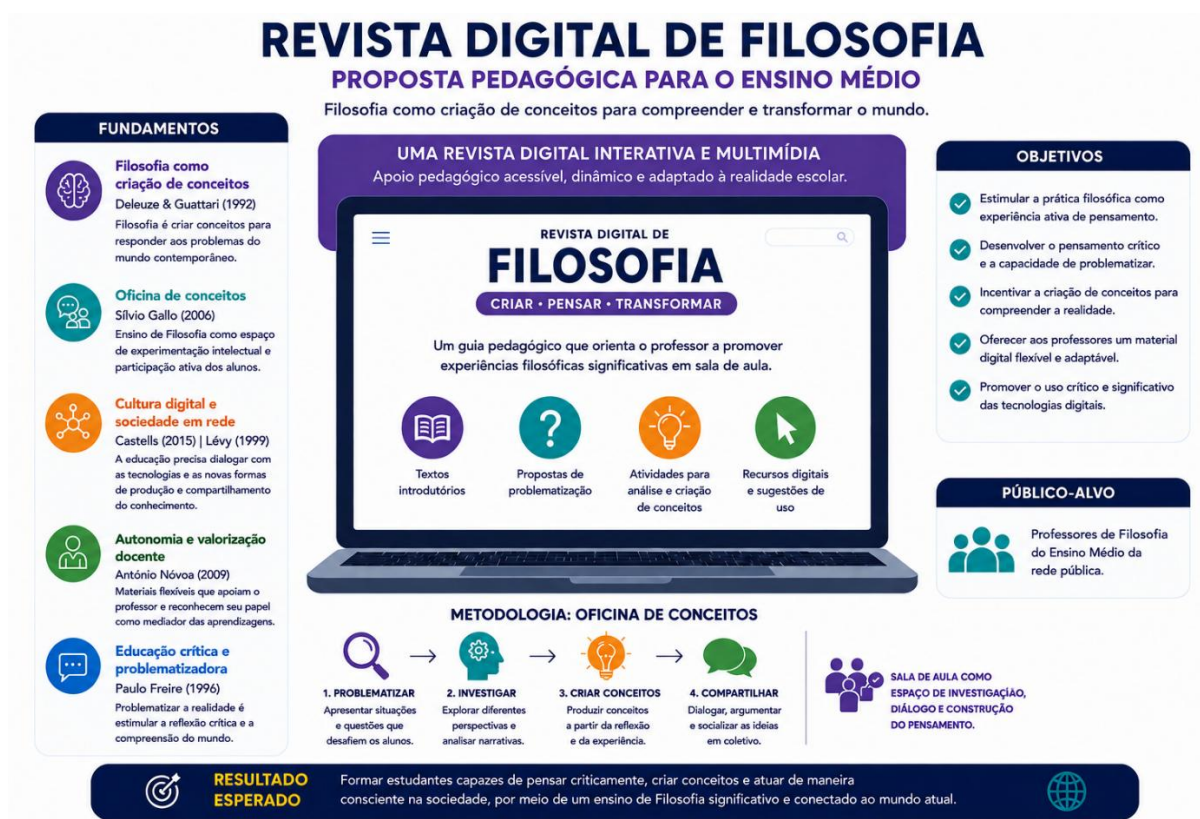 REVISTA DIGITAL DE FILOSOFIA
PROPOSTA PEDAGÓGICA PARA O ENSINO MÉDIO
Filosofia como criação de conceitos para compreender e transformar o mundo.
FUNDAMENTOS
Filosofia como
criação de conceitos
Deleuze & Guattari (1992)
Filosofia é criar conceitos para
responder aos problemas do
mundo contemporâneo.
Oficina de conceitos
Sílvio Gallo (2006)
Ensino de Filosofia como espaço
de experimentação intelectual e
participação ativa dos alunos.
Cultura digital e
sociedade em rede
Castells (2015) | Lévy (1999)
A educação precisa dialogar com
as tecnologias e as novas formas
de produção e compartilhamento
do conhecimento.
Autonomia e valorização
docente
António Nóvoa (2009)
Materiais flexíveis que apoiam o
professor e reconhecem seu papel
como mediador das aprendizagens.
Educação crítica e
problematizadora
Paulo Freire (1996)
Problematizar a realidade é
estimular a reflexão crítica e a
compreensão do mundo.
UMA REVISTA DIGITAL INTERATIVA E MULTIMÍDIA
Apoio pedagógico acessível, dinâmico e adaptado à realidade escolar.
REVISTA DIGITAL DE
FILOSOFIA
CRIAR • PENSAR • TRANSFORMAR
Um guia pedagógico que orienta o professor a promover
experiências filosóficas significativas em sala de aula.
Textos
introdutórios
?
Propostas de
problematização
Atividades para
análise e criação
de conceitos
Recursos digitais
e sugestões de
uso
METODOLOGIA: OFICINA DE CONCEITOS
1. PROBLEMATIZAR
Apresentar situações
e questões que
desafiem os alunos.
2. INVESTIGAR
Explorar diferentes
perspectivas e
analisar narrativas.
3. CRIAR CONCEITOS
Produzir conceitos
a partir da reflexão
e da experiência.
4. COMPARTILHAR
Dialogar, argumentar
e socializar as ideias
em coletivo.
SALA DE AULA COMO
ESPAÇO DE INVESTIGAÇÃO,
DIÁLOGO E CONSTRUÇÃO
DO PENSAMENTO.
OBJETIVOS
Estimular a prática filosófica como
experiência ativa de pensamento.
Desenvolver o pensamento crítico
e a capacidade de problematizar.
Incentivar a criação de conceitos para
compreender a realidade.
Oferecer aos professores um material
digital flexível e adaptável.
Promover o uso crítico e significativo
das tecnologias digitais.
PÚBLICO-ALVO
Professores de Filosofia
do Ensino Médio da
rede pública.
RESULTADO
ESPERADO
Formar estudantes capazes de pensar criticamente, criar conceitos e atuar de maneira
consciente na sociedade, por meio de um ensino de Filosofia significativo e conectado ao mundo atual.